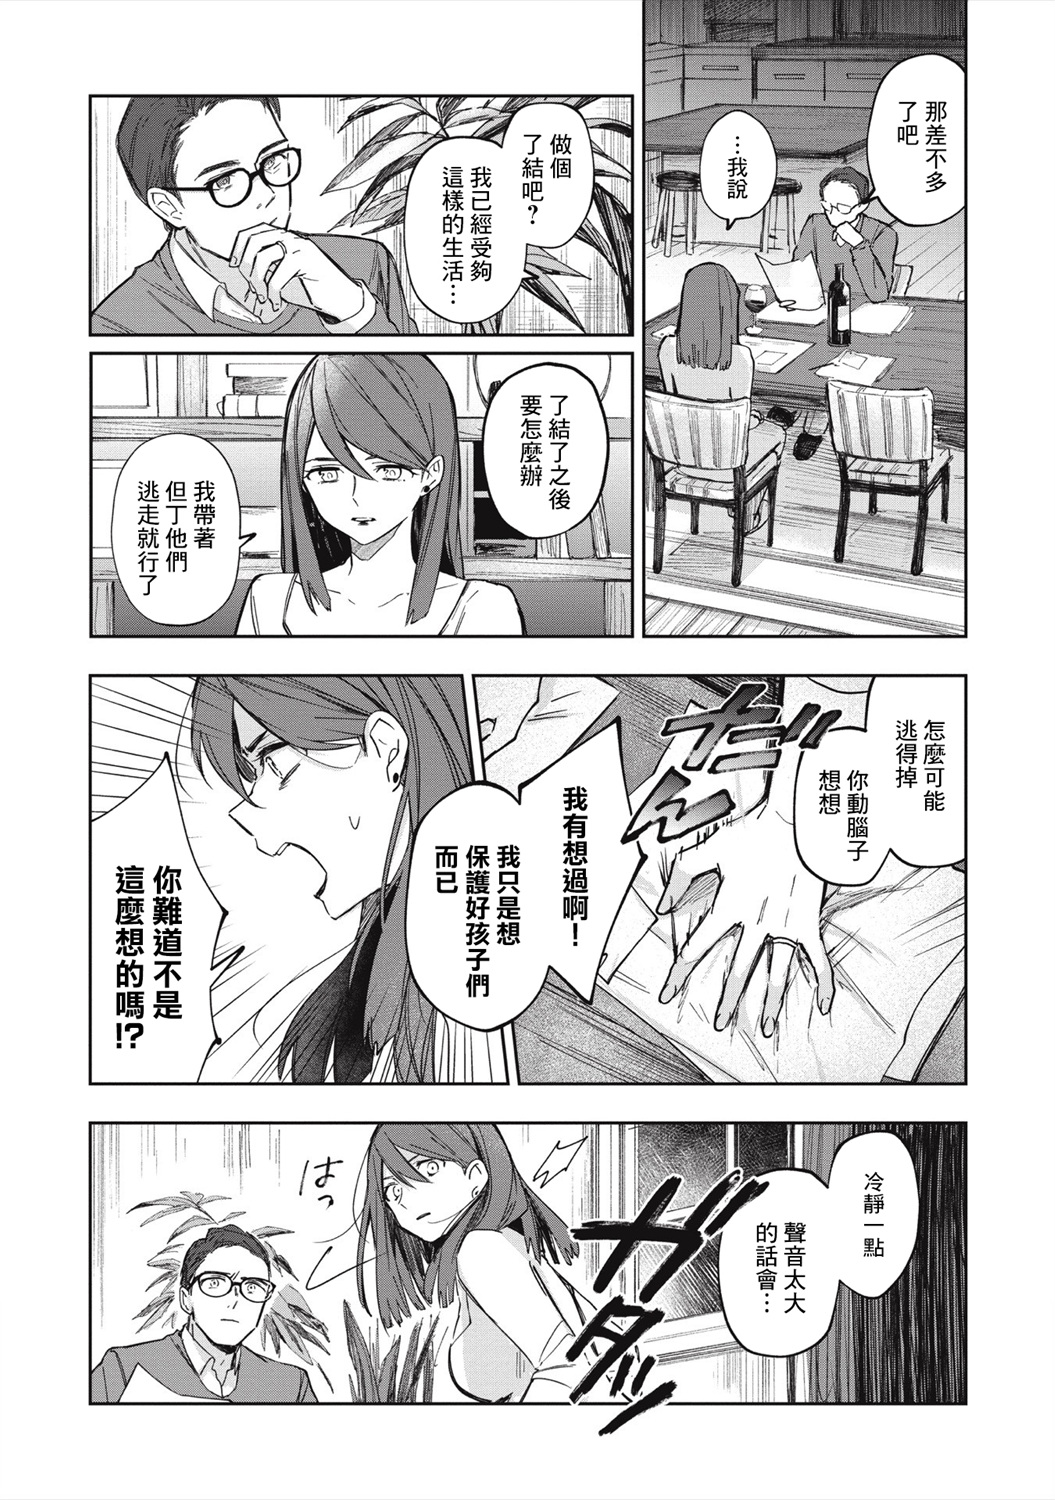 那差不多
了吧
…我說
做個
了結吧？
我已經受夠
這樣的生活…
了結了之後
要怎麼辦
我帶著
但丁他們
逃走就行了
怎麼可能
逃得掉
你動腦子
想想
ダンッ
我有想過啊！
我只是想
保護好孩子們
而已
你難道不是
這麼想的嗎!?
冷靜一點
聲音太大
的話會…
ガタッ
はっ